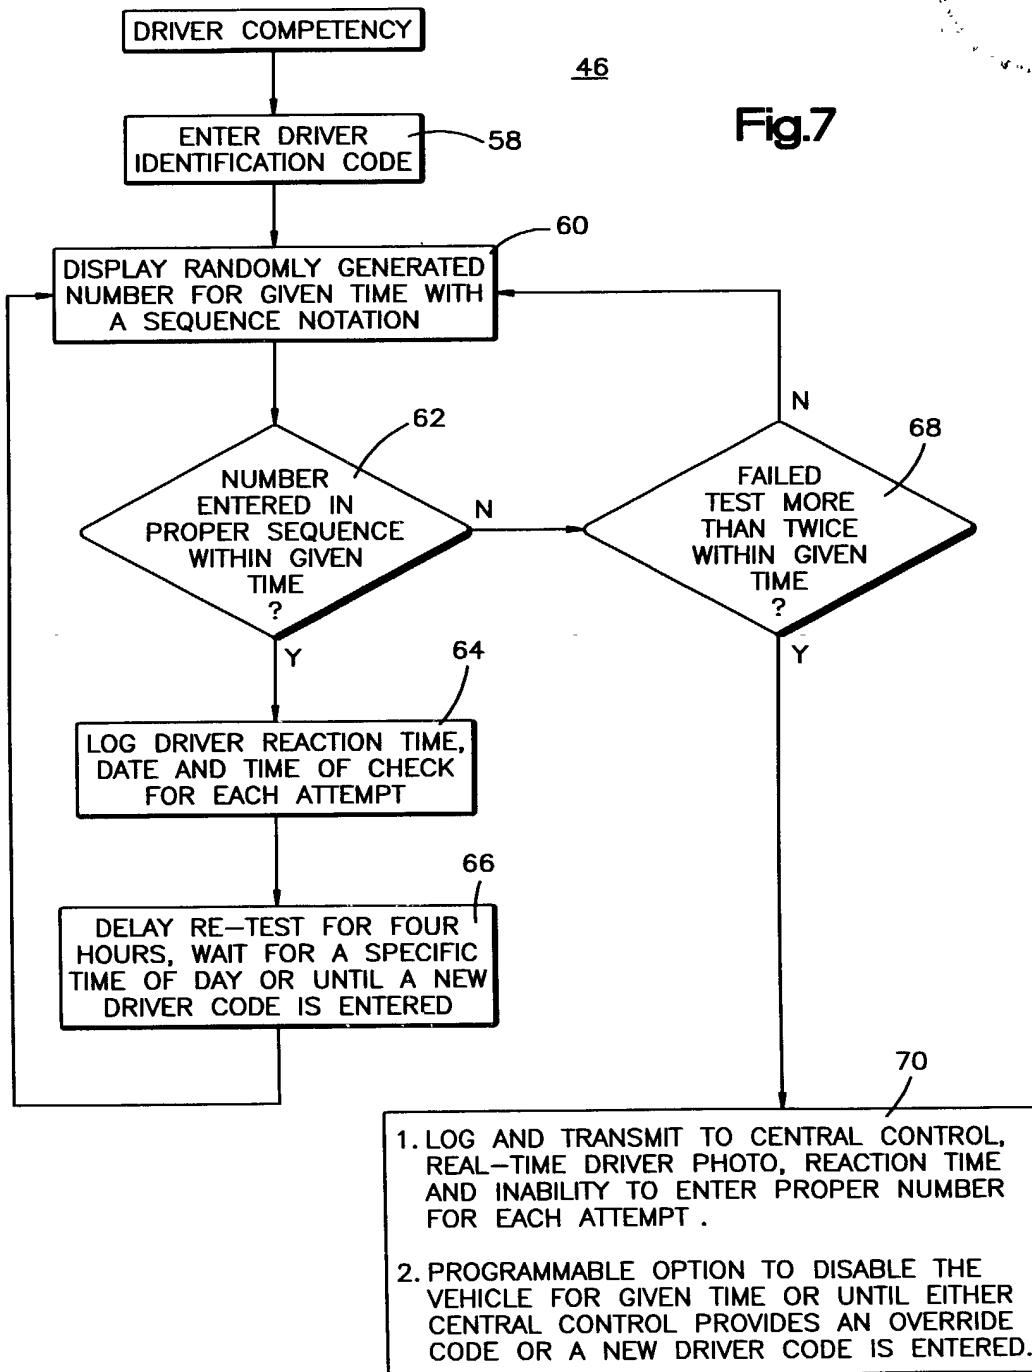 DRIVER COMPETENCY
46
Fig.7
ENTER DRIVER
IDENTIFICATION CODE
58
60
DISPLAY RANDOMLY GENERATED
NUMBER FOR GIVEN TIME WITH
A SEQUENCE NOTATION
62
NUMBER
ENTERED IN
PROPER SEQUENCE
WITHIN GIVEN
TIME
?
N
Y
N
68
FAILED
TEST MORE
THAN TWICE
WITHIN GIVEN
TIME
?
Y
64
LOG DRIVER REACTION TIME,
DATE AND TIME OF CHECK
FOR EACH ATTEMPT
66
DELAY RE-TEST FOR FOUR
HOURS, WAIT FOR A SPECIFIC
TIME OF DAY OR UNTIL A NEW
DRIVER CODE IS ENTERED
70
1. LOG AND TRANSMIT TO CENTRAL CONTROL,
REAL-TIME DRIVER PHOTO, REACTION TIME
AND INABILITY TO ENTER PROPER NUMBER
FOR EACH ATTEMPT .
2. PROGRAMMABLE OPTION TO DISABLE THE
VEHICLE FOR GIVEN TIME OR UNTIL EITHER
CENTRAL CONTROL PROVIDES AN OVERRIDE
CODE OR A NEW DRIVER CODE IS ENTERED.